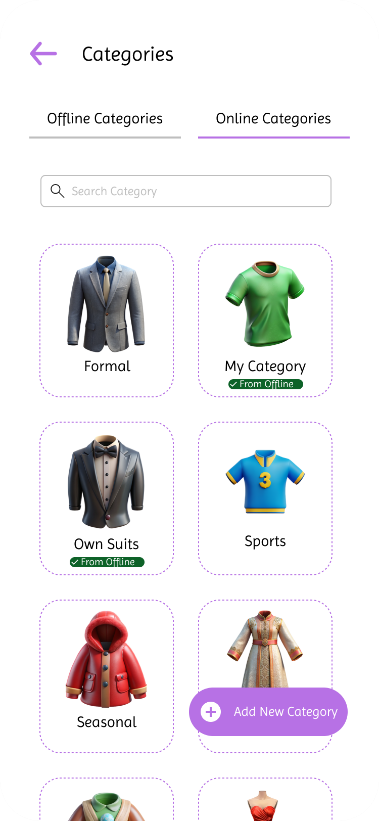 Categories
Offline Categories
Online Categories
Search Category
Formal
My Category
From Offline
3
Own Suits
From Offline
Sports
Seasonal
Add New Category